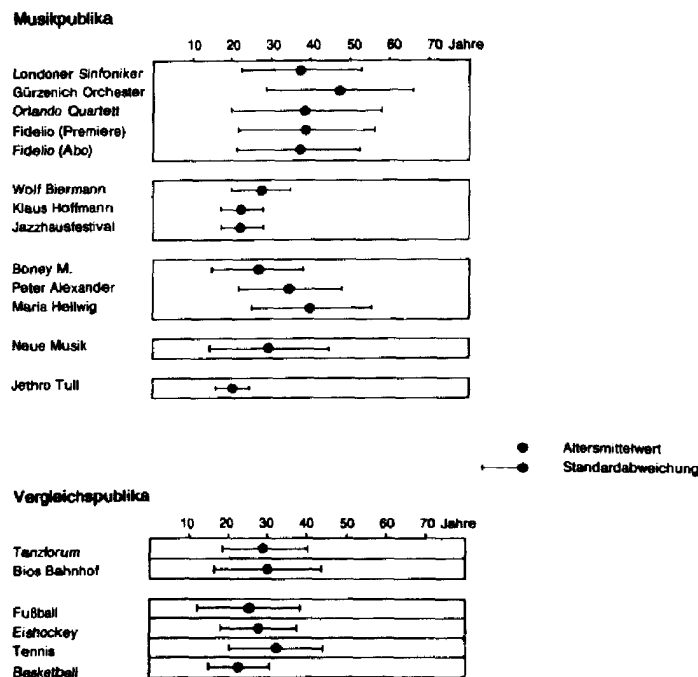 Musikpublika
10 20 30 40 50 60 70 Jahre
Londoner Sinfoniker
Gürzenich Orchester
Orlando Quartett
Fidelio (Premiere)
Fidelio (Abo)
Wolf Biermann
Klaus Hoffmann
Jazzhausfestival
Boney M.
Peter Alexander
Maria Hellwig
Neue Musik
Jethro Tull
Altersmittelwert
Standardabweichung
Vergleichspublika
10 20 30 40 50 60 70 Jahre
Tanzforum
Bios Bahnhof
Fußball
Eishockey
Tennis
Basketball